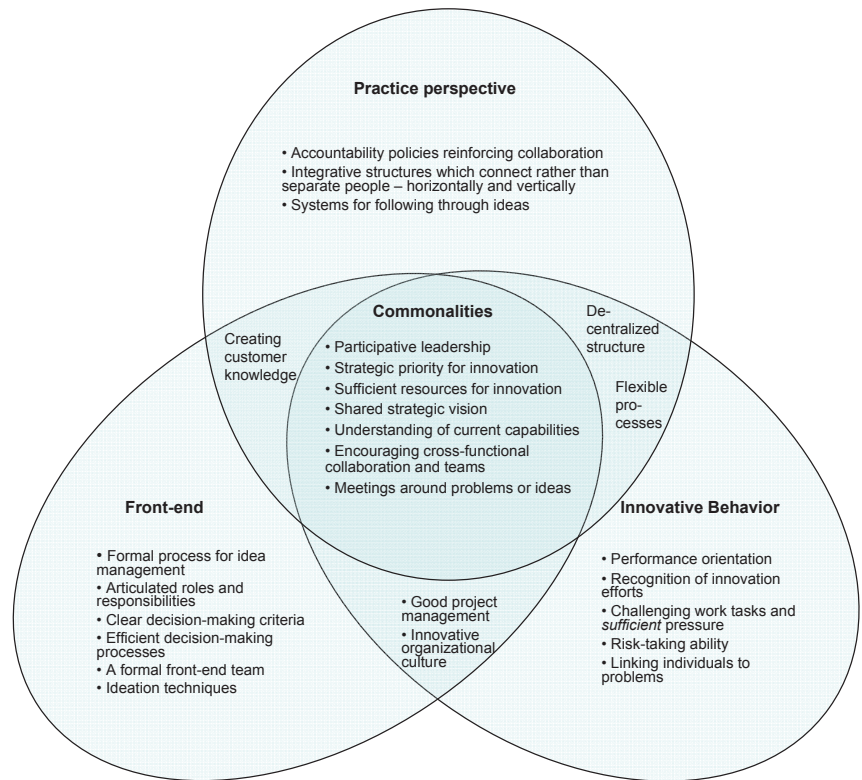 Practice perspective
• Accountability policies reinforcing collaboration
• Integrative structures which connect rather than
separate people – horizontally and vertically
• Systems for following through ideas
Commonalities
• Participative leadership
• Strategic priority for innovation
• Sufficient resources for innovation
• Shared strategic vision
• Understanding of current capabilities
• Encouraging cross-functional
collaboration and teams
• Meetings around problems or ideas
Creating
customer
knowledge
De-
centralized
structure
Flexible
pro-
cesses
Front-end
• Formal process for idea
management
• Articulated roles and
responsibilities
• Clear decision-making criteria
• Efficient decision-making
processes
• A formal front-end team
• Ideation techniques
• Good project
management
• Innovative
organizational
culture
Innovative Behavior
• Performance orientation
• Recognition of innovation
efforts
• Challenging work tasks and
sufficient pressure
• Risk-taking ability
• Linking individuals to
problems